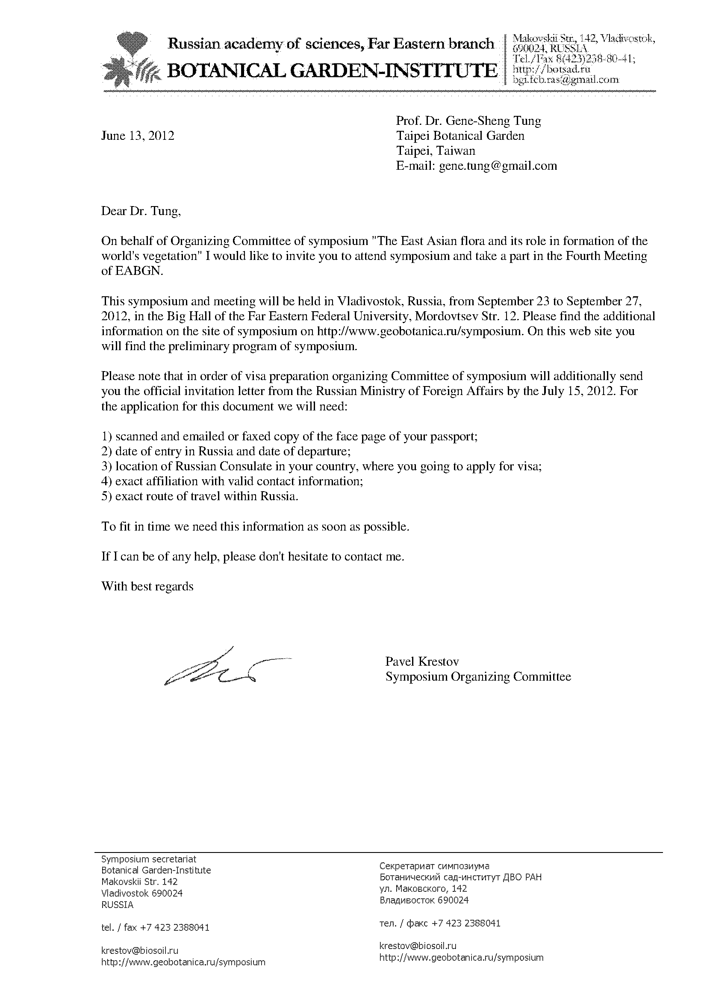 Russian academy of sciences, Far Eastern branch
BOTANICAL GARDEN-INSTITUTE
Makovskii Str., 142, Vladivostok,
690024, RUSSIA
Tel./Fax 8(423)238-80-41;
http://botsad.ru
bgi.feb.ras@gmail.com
June 13, 2012
Prof. Dr. Gene-Sheng Tung
Taipei Botanical Garden
Taipei, Taiwan
E-mail: gene.tung@gmail.com
Dear Dr. Tung,
On behalf of Organizing Committee of symposium "The East Asian flora and its role in formation of the
world's vegetation" I would like to invite you to attend symposium and take a part in the Fourth Meeting
of EABGN.
This symposium and meeting will be held in Vladivostok, Russia, from September 23 to September 27,
2012, in the Big Hall of the Far Eastern Federal University, Mordovtsev Str. 12. Please find the additional
information on the site of symposium on http://www.geobotanica.ru/symposium. On this web site you
will find the preliminary program of symposium.
Please note that in order of visa preparation organizing Committee of symposium will additionally send
you the official invitation letter from the Russian Ministry of Foreign Affairs by the July 15, 2012. For
the application for this document we will need:
1) scanned and emailed or faxed copy of the face page of your passport;
2) date of entry in Russia and date of departure;
3) location of Russian Consulate in your country, where you going to apply for visa;
4) exact affiliation with valid contact information;
5) exact route of travel within Russia.
To fit in time we need this information as soon as possible.
If I can be of any help, please don't hesitate to contact me.
With best regards
Pavel Krestov
Symposium Organizing Committee
Symposium secretariat
Botanical Garden-Institute
Makovskii Str. 142
Vladivostok 690024
RUSSIA
tel. / fax +7 423 2388041
krestov@biosoil.ru
http://www.geobotanica.ru/symposium
Секретариат симпозиума
Ботанический сад-институт ДВО РАН
ул. Маковского, 142
Владивосток 690024
тел. / факс +7 423 2388041
krestov@biosoil.ru
http://www.geobotanica.ru/symposium